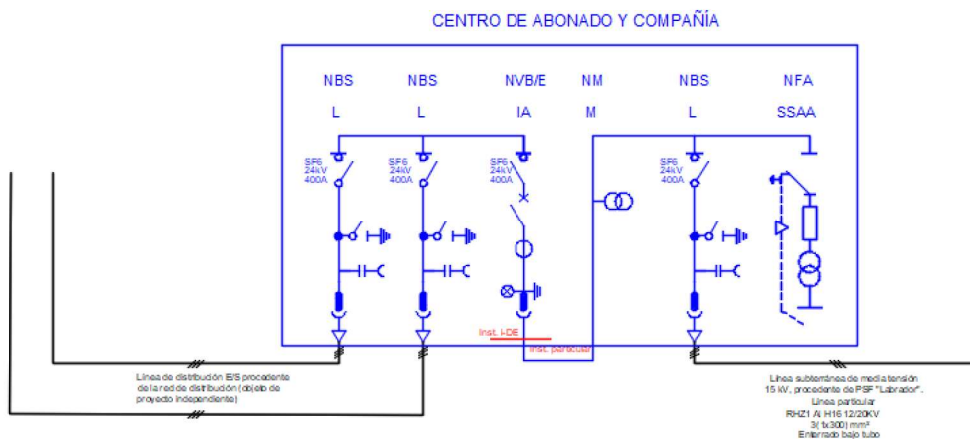 CENTRO DE ABONADO Y COMPAÑÍA
NBS NBS NVB/E NM NBS NFA
L L IA M L SSAA
SF6
24kV
400A
SF6
24kV
400A
SF6
24kV
400A
SF6
24kV
400A
Inst. i-DE
Inst. particular
Línea de distribución E/S procedente
de la red de distribución (objeto de
proyecto independiente)
Línea subterránea de media tensión
15 kV, procedente de PSF "Labrador".
Línea particular
RHZ1 Al H16 12/20KV
3(1x300) mm²
Enterrado bajo tubo